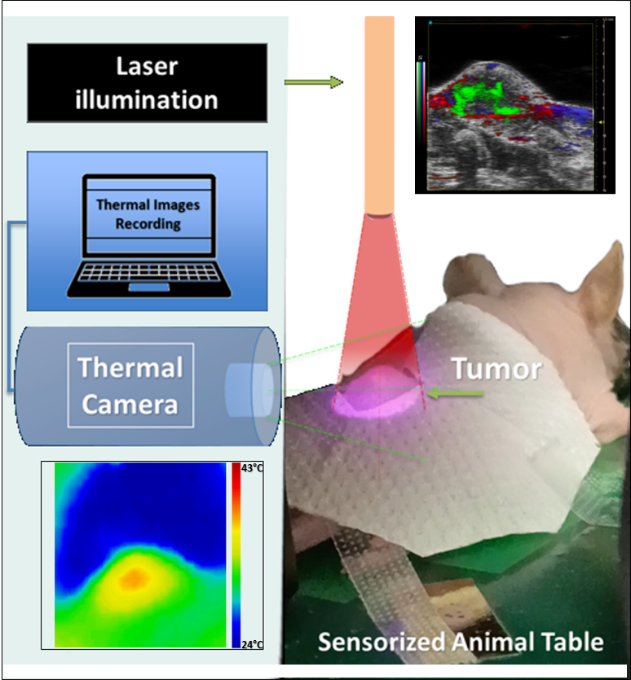 Laser
illumination
Thermal Images
Recording
Thermal
Camera
Tumor
43°C
24°C
Sensorized Animal Table